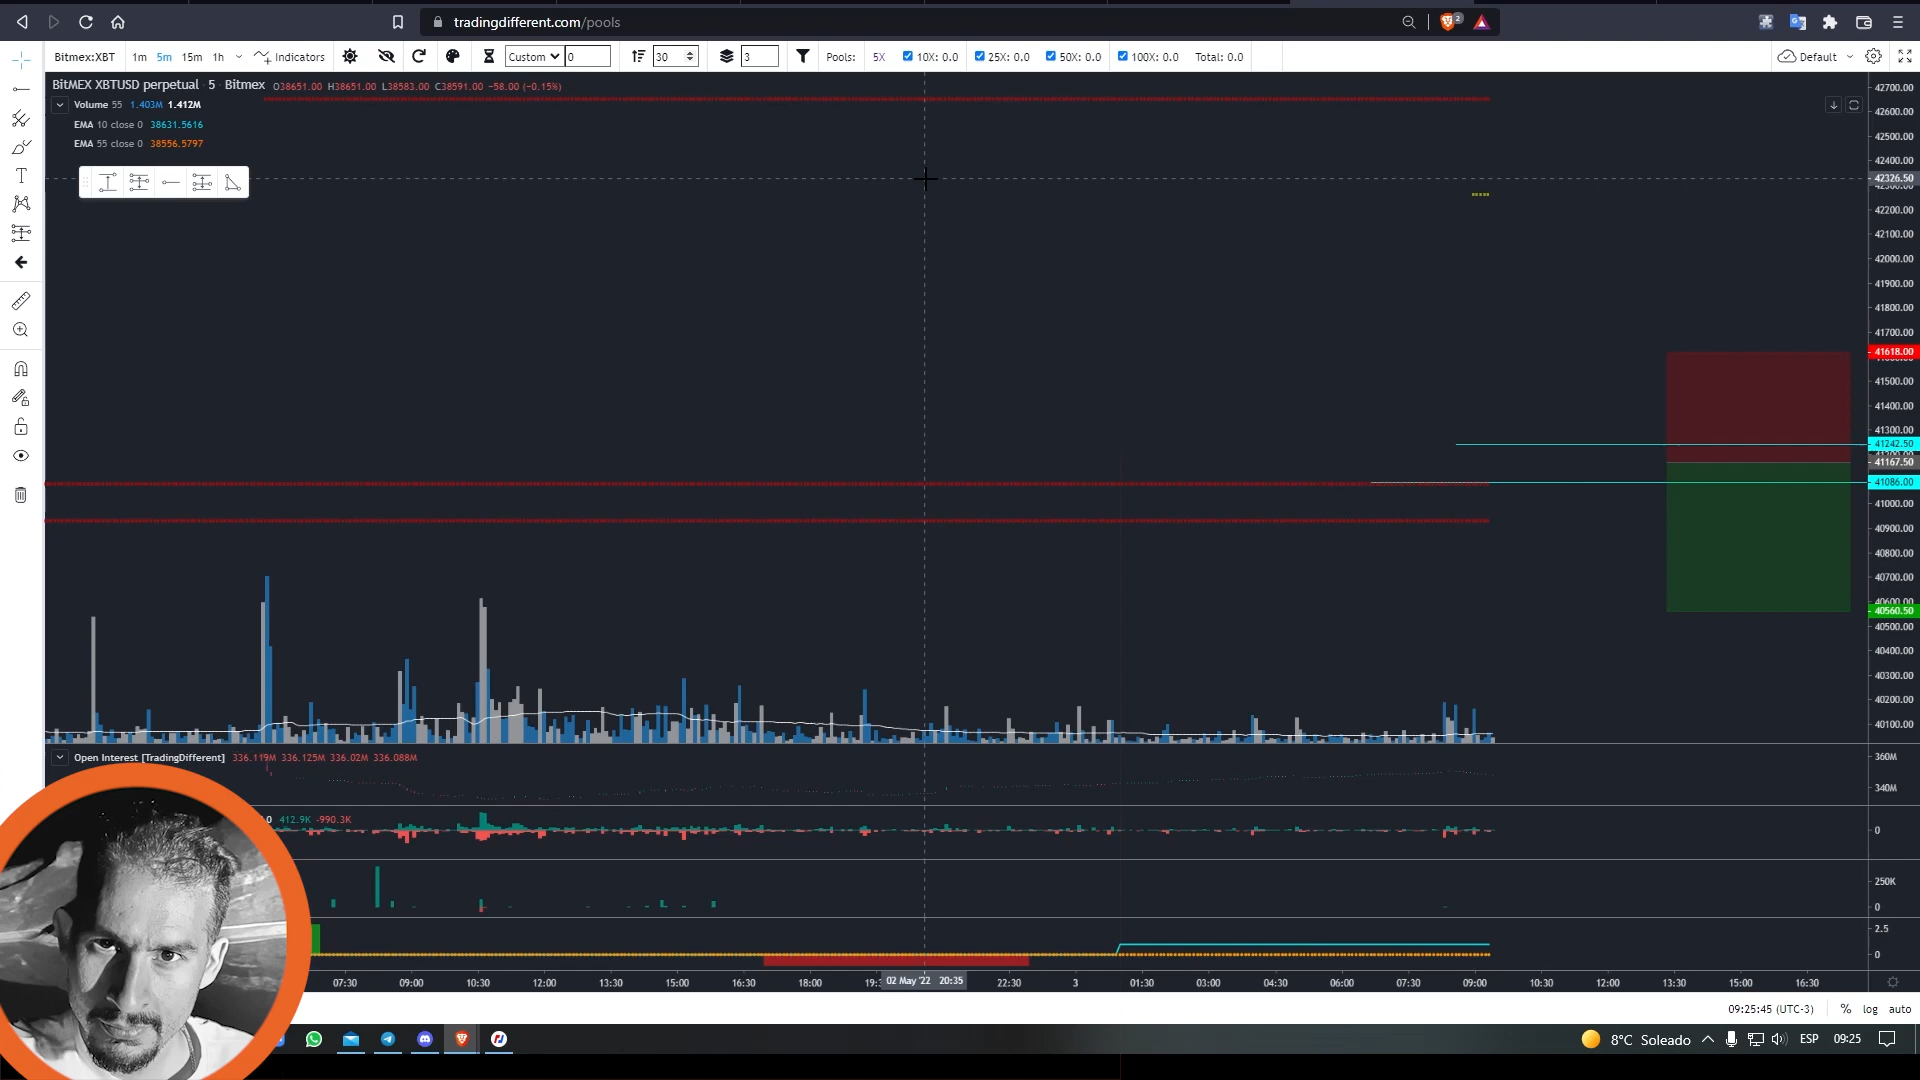 tradingdifferent.com/pools
2
Bitmex:XBT 1m 5m 15m 1h Indicators Custom 0 30 3 Pools: 5X 10X: 0.0 25X: 0.0 50X: 0.0 100X: 0.0 Total: 0.0 Default
BitMEX XBTUSD perpetual 5 Bitmex O38651.00 H38651.00 L38583.00 C38591.00 -58.00 (-0.15%)
Volume 55 1.403M 1.412M
EMA 10 close 0 38631.5616
EMA 55 close 0 38556.5797
42700.00
42600.00
42500.00
42400.00
42326.50
42200.00
42100.00
42000.00
41900.00
41800.00
41700.00
41618.00
41500.00
41400.00
41300.00
41242.50
41167.50
41086.00
41000.00
40900.00
40800.00
40700.00
40560.50
40500.00
40400.00
40300.00
40200.00
40100.00
Open Interest [TradingDifferent] 336.119M 336.125M 336.02M 336.088M
360M
340M
0 412.9K -990.3K
0
250K
0
2.5
0
07:30 09:00 10:30 12:00 13:30 15:00 16:30 18:00 02 May '22 20:35 22:30 3 01:30 03:00 04:30 06:00 07:30 09:00 10:30 12:00 13:30 15:00 16:30
09:25:45 (UTC-3) % log auto
8°C Soleado ESP 09:25